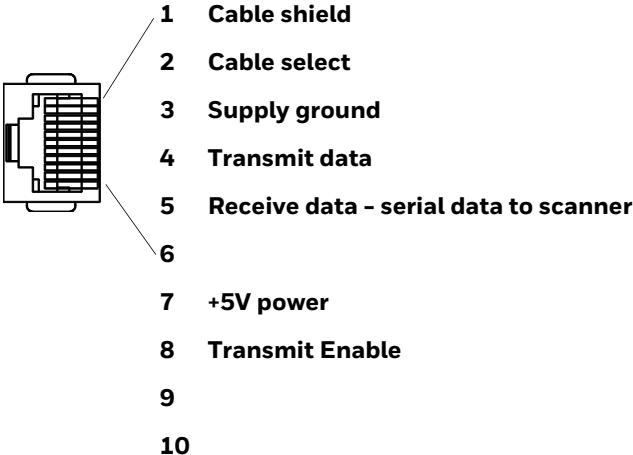 1 Cable shield
2 Cable select
3 Supply ground
4 Transmit data
5 Receive data – serial data to scanner
6
7 +5V power
8 Transmit Enable
9
10